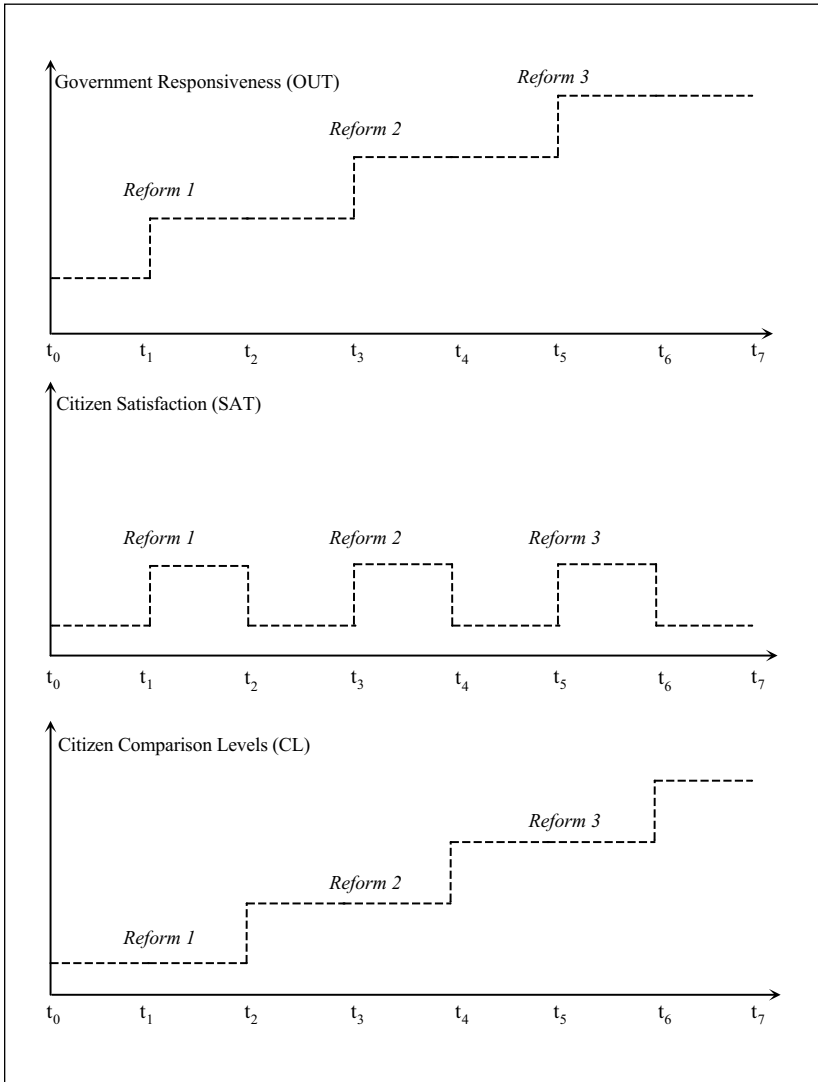 Reform 3
Government Responsiveness (OUT)
Reform 2
Reform 1
t0 t1 t2 t3 t4 t5 t6 t7
Citizen Satisfaction (SAT)
Reform 1 Reform 2 Reform 3
t0 t1 t2 t3 t4 t5 t6 t7
Citizen Comparison Levels (CL)
Reform 3
Reform 2
Reform 1
t0 t1 t2 t3 t4 t5 t6 t7